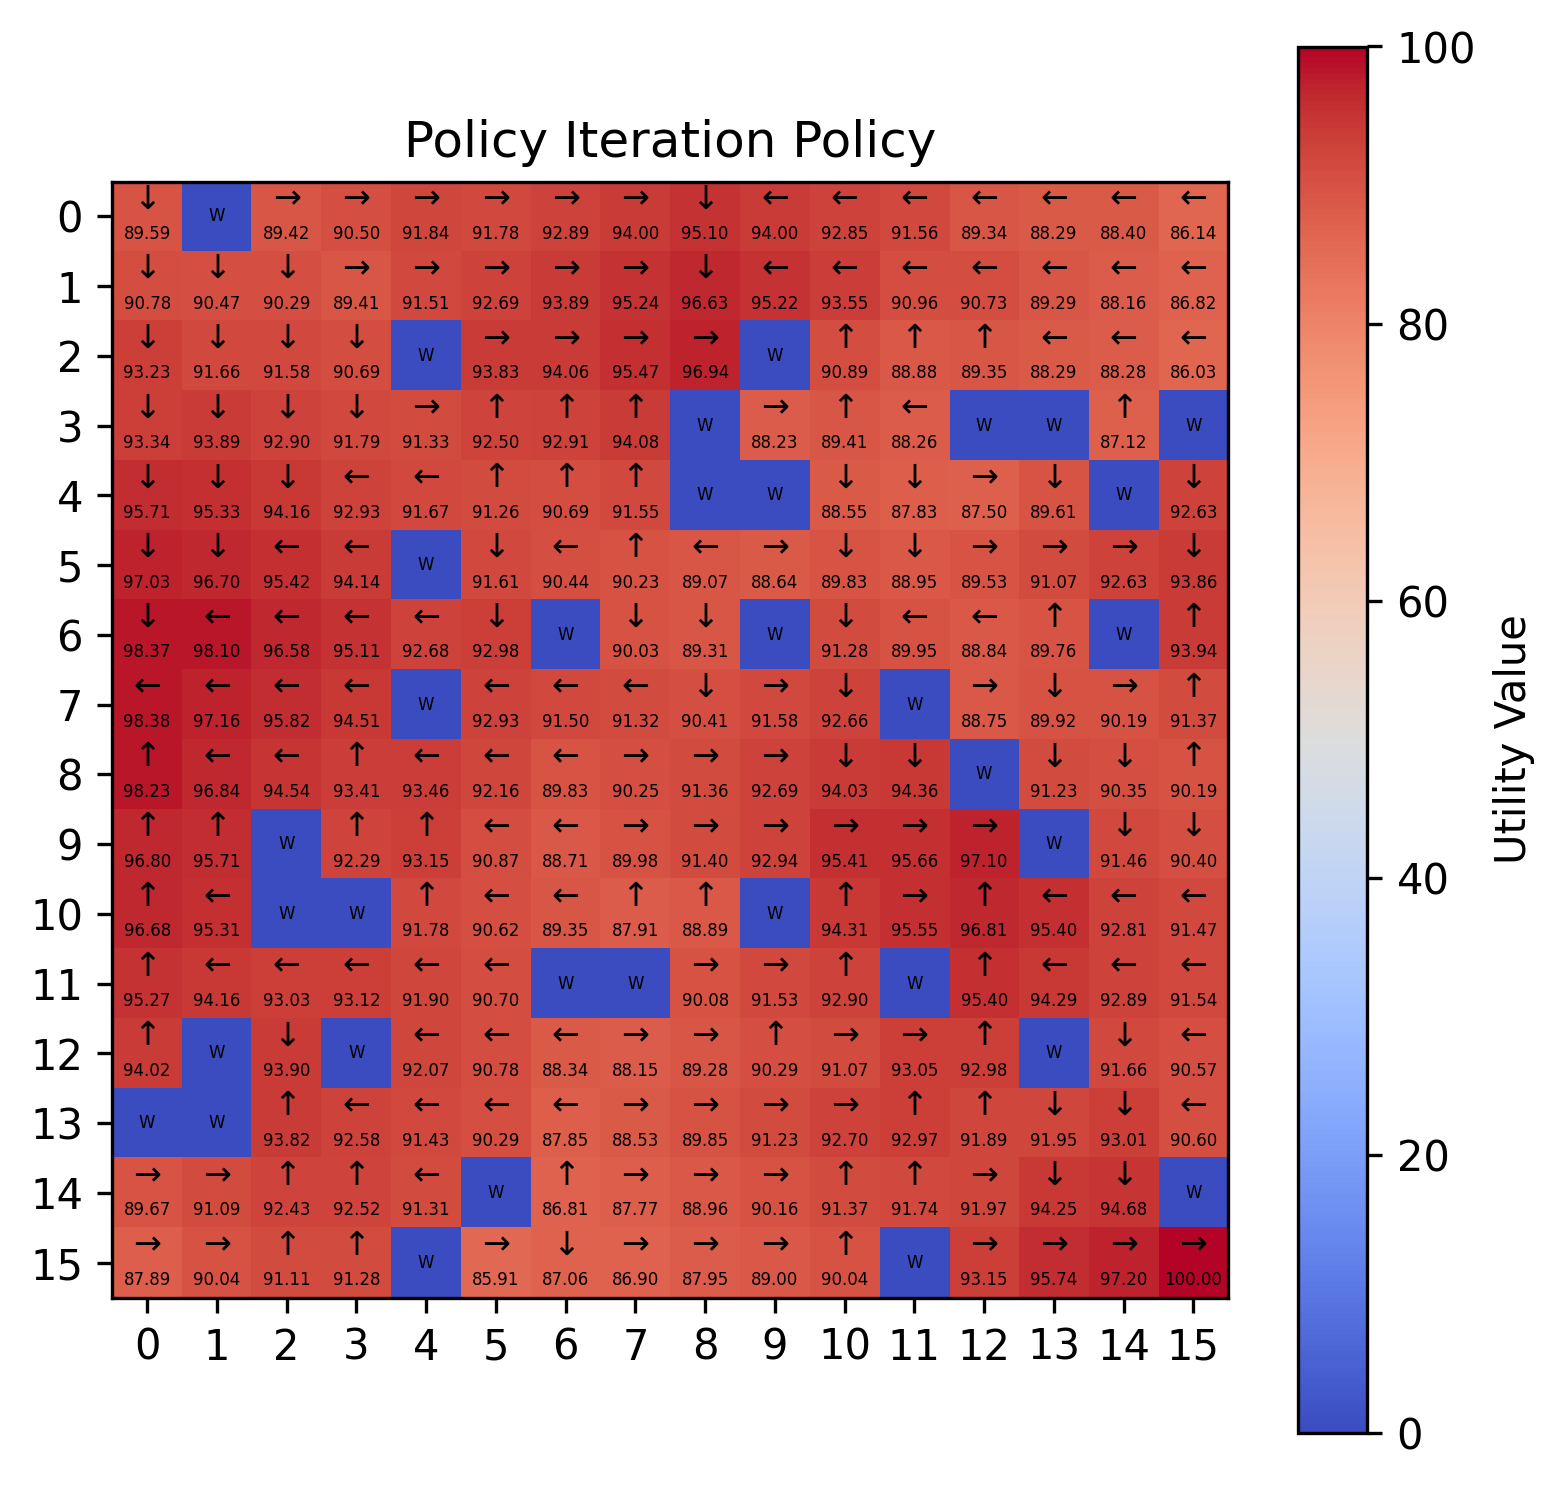 Policy Iteration Policy
0 ↓ W → → → → → → ↓ ← ← ← ← ← ← ←
89.59 89.42 90.50 91.84 91.78 92.89 94.00 95.10 94.00 92.85 91.56 89.34 88.29 88.40 86.14
1 ↓ ↓ ↓ → → → → → ↓ ← ← ← ← ← ← ←
90.78 90.47 90.29 89.41 91.51 92.69 93.89 95.24 96.63 95.22 93.55 90.96 90.73 89.29 88.16 86.82
2 ↓ ↓ ↓ ↓ W → → → → W ↑ ↑ ↑ ← ← ←
93.23 91.66 91.58 90.69 93.83 94.06 95.47 96.94 90.89 88.88 89.35 88.29 88.28 86.03
3 ↓ ↓ ↓ ↓ → ↑ ↑ ↑ W → ↑ ← W W ↑ W
93.34 93.89 92.90 91.79 91.33 92.50 92.91 94.08 88.23 89.41 88.26 87.12
4 ↓ ↓ ↓ ← ← ↑ ↑ ↑ W W ↓ ↓ → ↓ W ↓
95.71 95.33 94.16 92.93 91.67 91.26 90.69 91.55 88.55 87.83 87.50 89.61 92.63
5 ↓ ↓ ← ← W ↓ ← ↑ ← → ↓ ↓ → → → ↓
97.03 96.70 95.42 94.14 91.61 90.44 90.23 89.07 88.64 89.83 88.95 89.53 91.07 92.63 93.86
6 ↓ ← ← ← ← ↓ W ↓ ↓ W ↓ ← ← ↑ W ↑
98.37 98.10 96.58 95.11 92.68 92.98 90.03 89.31 91.28 89.95 88.84 89.76 93.94
7 ← ← ← ← W ← ← ← ↓ → ↓ W → ↓ → ↑
98.38 97.16 95.82 94.51 92.93 91.50 91.32 90.41 91.58 92.66 88.75 89.92 90.19 91.37
8 ↑ ← ← ↑ ← ← ← → → → ↓ ↓ W ↓ ↓ ↑
98.23 96.84 94.54 93.41 93.46 92.16 89.83 90.25 91.36 92.69 94.03 94.36 91.23 90.35 90.19
9 ↑ ↑ W ↑ ↑ ← ← → → → → → → W ↓ ↓
96.80 95.71 92.29 93.15 90.87 88.71 89.98 91.40 92.94 95.41 95.66 97.10 91.46 90.40
10 ↑ ← W W ↑ ← ← ↑ ↑ W ↑ → ↑ ← ← ←
96.68 95.31 91.78 90.62 89.35 87.91 88.89 94.31 95.55 96.81 95.40 92.81 91.47
11 ↑ ← ← ← ← ← W W → → ↑ W ↑ ← ← ←
95.27 94.16 93.03 93.12 91.90 90.70 90.08 91.53 92.90 95.40 94.29 92.89 91.54
12 ↑ W ↓ W ← ← ← → → ↑ → → ↑ W ↓ ←
94.02 93.90 92.07 90.78 88.34 88.15 89.28 90.29 91.07 93.05 92.98 91.66 90.57
13 W W ↑ ← ← ← ← → → → → ↑ ↑ ↓ ↓ ←
93.82 92.58 91.43 90.29 87.85 88.53 89.85 91.23 92.70 92.97 91.89 91.95 93.01 90.60
14 → → ↑ ↑ ← W ↑ → → → ↑ ↑ → ↓ ↓ W
89.67 91.09 92.43 92.52 91.31 86.81 87.77 88.96 90.16 91.37 91.74 91.97 94.25 94.68
15 → → ↑ ↑ W → ↓ → → → ↑ W → → → →
87.89 90.04 91.11 91.28 85.91 87.06 86.90 87.95 89.00 90.04 93.15 95.74 97.20 100.00
0 1 2 3 4 5 6 7 8 9 10 11 12 13 14 15
100
80
60
40
20
0
Utility Value